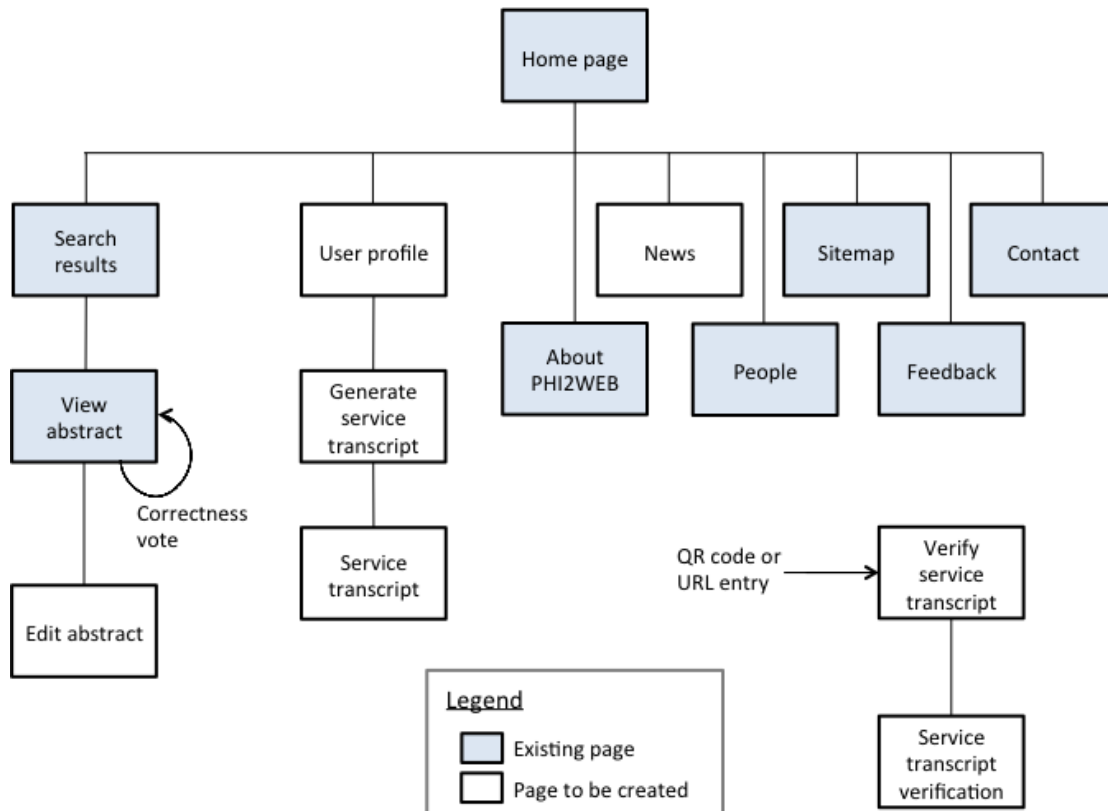 Home page
Search
results
User profile
News
Sitemap
Contact
About
PHI2WEB
People
Feedback
View
abstract
Generate
service
transcript
Correctness
vote
Edit abstract
Service
transcript
QR code or
URL entry
Verify
service
transcript
Service
transcript
verification
Legend
Existing page
Page to be created